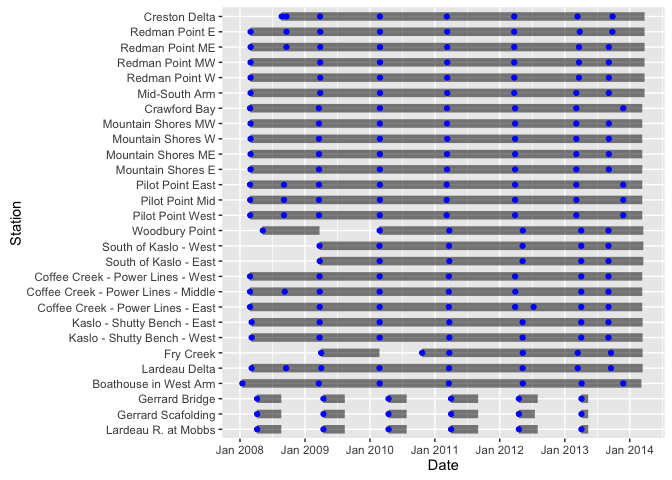 Creston Delta
Redman Point E
Redman Point ME
Redman Point MW
Redman Point W
Mid-South Arm
Crawford Bay
Mountain Shores MW
Mountain Shores W
Mountain Shores ME
Mountain Shores E
Pilot Point East
Pilot Point Mid
Pilot Point West
Woodbury Point
South of Kaslo - West
South of Kaslo - East
Coffee Creek - Power Lines - West
Coffee Creek - Power Lines - Middle
Coffee Creek - Power Lines - East
Kaslo - Shutty Bench - East
Kaslo - Shutty Bench - West
Fry Creek
Lardeau Delta
Boathouse in West Arm
Gerrard Bridge
Gerrard Scafolding
Lardeau R. at Mobbs
Station
Jan 2008 Jan 2009 Jan 2010 Jan 2011 Jan 2012 Jan 2013 Jan 2014
Date